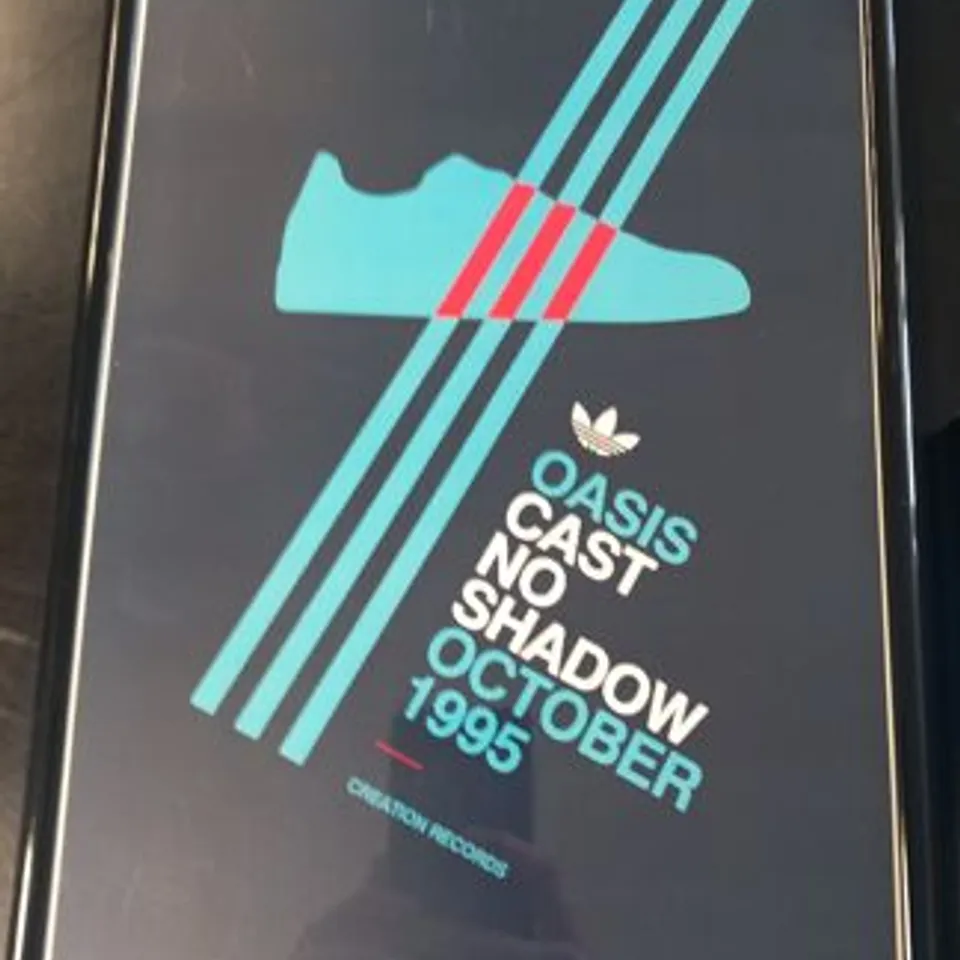 OASIS
CAST
NO
SHADOW
OCTOBER
1995
CREATION RECORDS